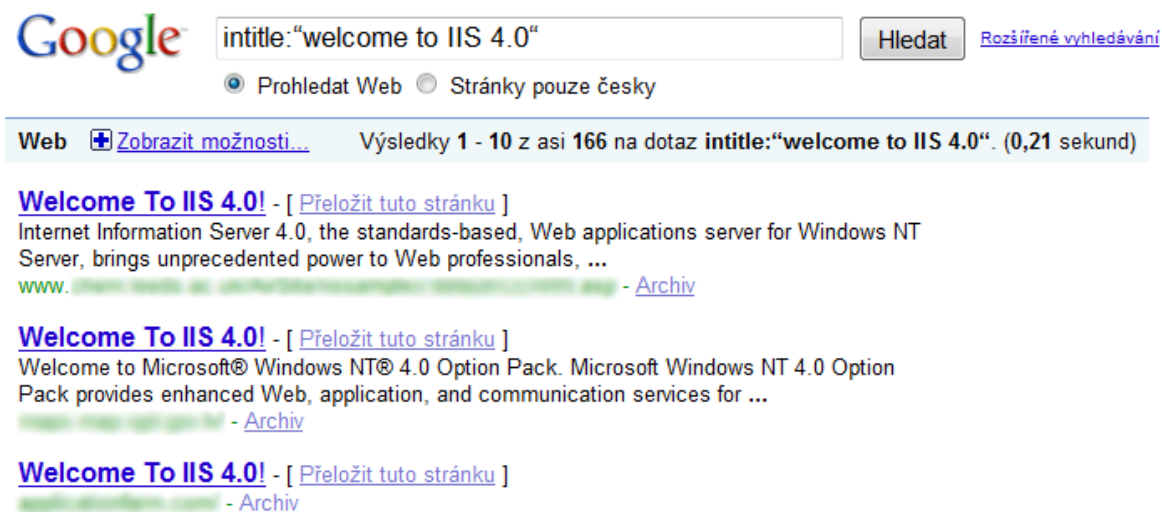 Google intitle:“welcome to IIS 4.0“ Hledat Rozšířené vyhledávání
Prohledat Web Stránky pouze česky
Web Zobrazit možnosti... Výsledky 1 - 10 z asi 166 na dotaz intitle:“welcome to IIS 4.0“. (0,21 sekund)
Welcome To IIS 4.0! - [ Přeložit tuto stránku ]
Internet Information Server 4.0, the standards-based, Web applications server for Windows NT
Server, brings unprecedented power to Web professionals, ...
www. - Archiv
Welcome To IIS 4.0! - [ Přeložit tuto stránku ]
Welcome to Microsoft® Windows NT® 4.0 Option Pack. Microsoft Windows NT 4.0 Option
Pack provides enhanced Web, application, and communication services for ...
- Archiv
Welcome To IIS 4.0! - [ Přeložit tuto stránku ]
- Archiv